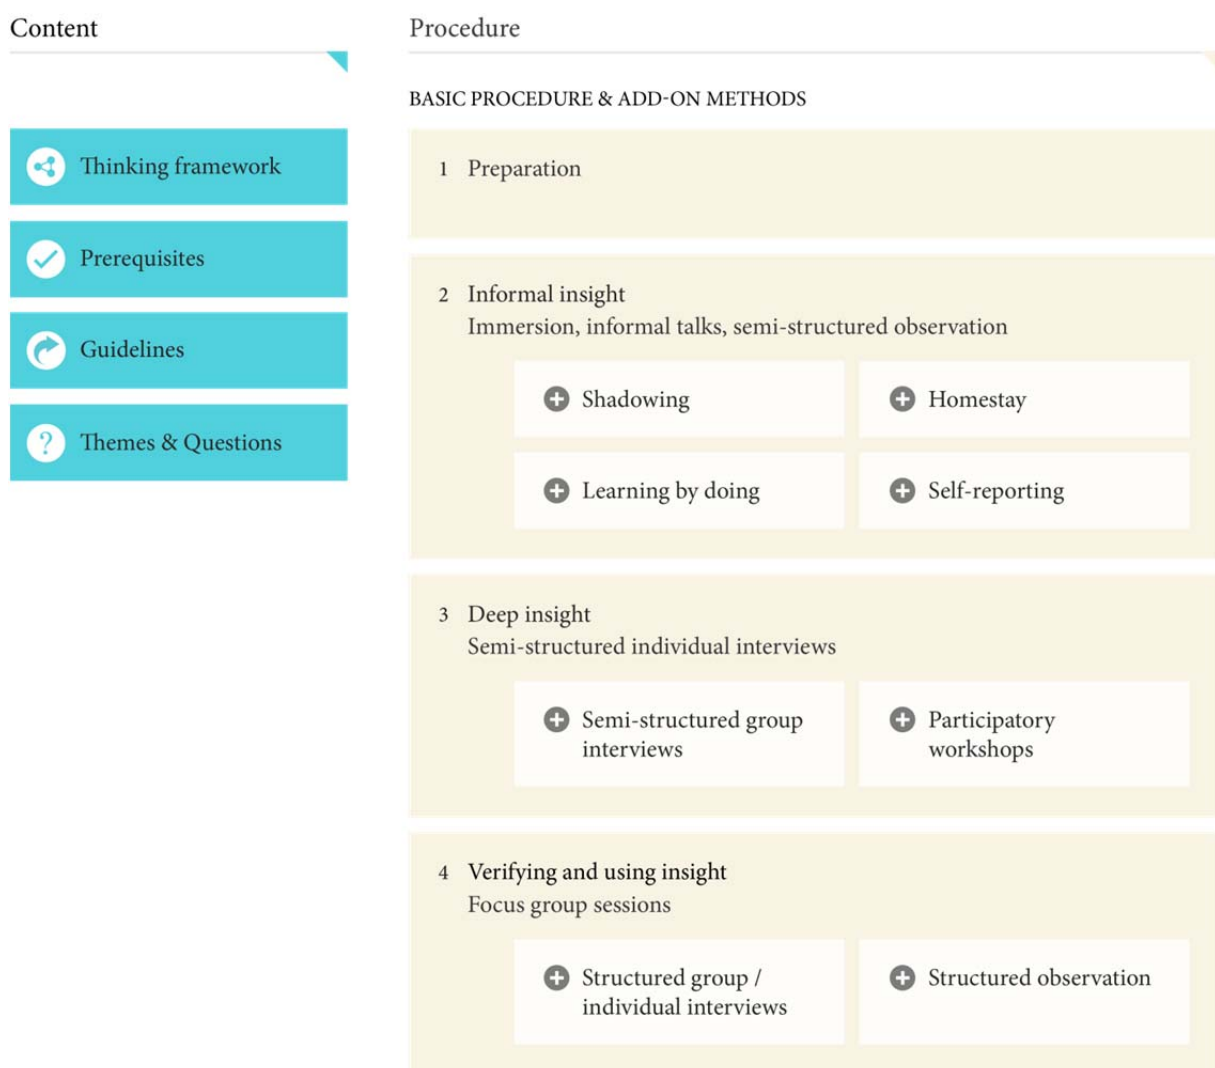 Content
Thinking framework
Prerequisites
Guidelines
? Themes & Questions
Procedure
BASIC PROCEDURE & ADD-ON METHODS
1 Preparation
2 Informal insight
Immersion, informal talks, semi-structured observation
Shadowing
Homestay
Learning by doing
Self-reporting
3 Deep insight
Semi-structured individual interviews
Semi-structured group
interviews
Participatory
workshops
4 Verifying and using insight
Focus group sessions
Structured group /
individual interviews
Structured observation